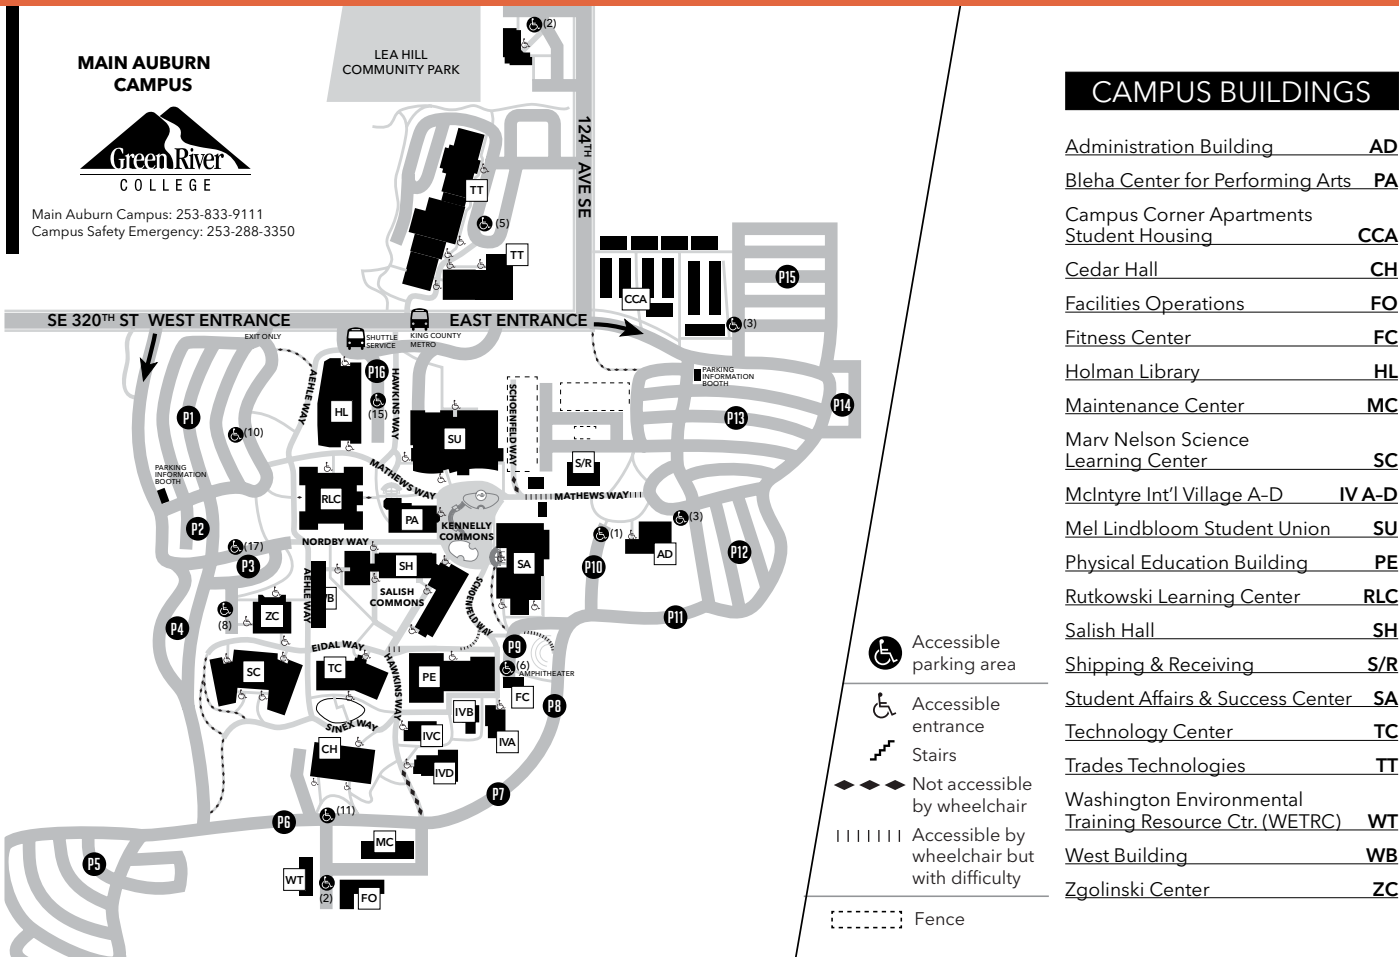 MAIN AUBURN
CAMPUS
Green River
COLLEGE
Main Auburn Campus: 253-833-9111
Campus Safety Emergency: 253-288-3350
LEA HILL
COMMUNITY PARK
(2)
124TH AVE SE
TT
(5)
TT
CCA
(3)
P15
SE 320TH ST WEST ENTRANCE
EAST ENTRANCE
EXIT ONLY
SHUTTLE
SERVICE
KING COUNTY
METRO
PARKING
INFORMATION
BOOTH
P16
(15)
AEHLE WAY
HAWKINS WAY
SCHOENFELD WAY
HL
P1
(10)
SU
P13
P14
S/R
PARKING
INFORMATION
BOOTH
MATHEWS WAY
MATHEWS WAY
RLC
PA
KENNELLY
COMMONS
P2
(17)
P3
NORDBY WAY
(1)
(3)
AD
P10
P12
SH
SA
SALISH
COMMONS
AEHLE WAY
SCHOENFELD WAY
(8)
ZC
P4
P11
P9
EIDAL WAY
(6)
AMPHITHEATER
SC
TC
HAWKINS WAY
PE
FC
P8
IVB
IVA
SINEX WAY
IVC
CH
IVD
P7
(11)
P6
MC
P5
WT
(2)
FO
Accessible
parking area
Accessible
entrance
Stairs
Not accessible
by wheelchair
Accessible by
wheelchair but
with difficulty
Fence
CAMPUS BUILDINGS
Administration Building AD
Bleha Center for Performing Arts PA
Campus Corner Apartments
Student Housing CCA
Cedar Hall CH
Facilities Operations FO
Fitness Center FC
Holman Library HL
Maintenance Center MC
Marv Nelson Science
Learning Center SC
McIntyre Int'l Village A–D IV A–D
Mel Lindbloom Student Union SU
Physical Education Building PE
Rutkowski Learning Center RLC
Salish Hall SH
Shipping & Receiving S/R
Student Affairs & Success Center SA
Technology Center TC
Trades Technologies TT
Washington Environmental
Training Resource Ctr. (WETRC) WT
West Building WB
Zgolinski Center ZC